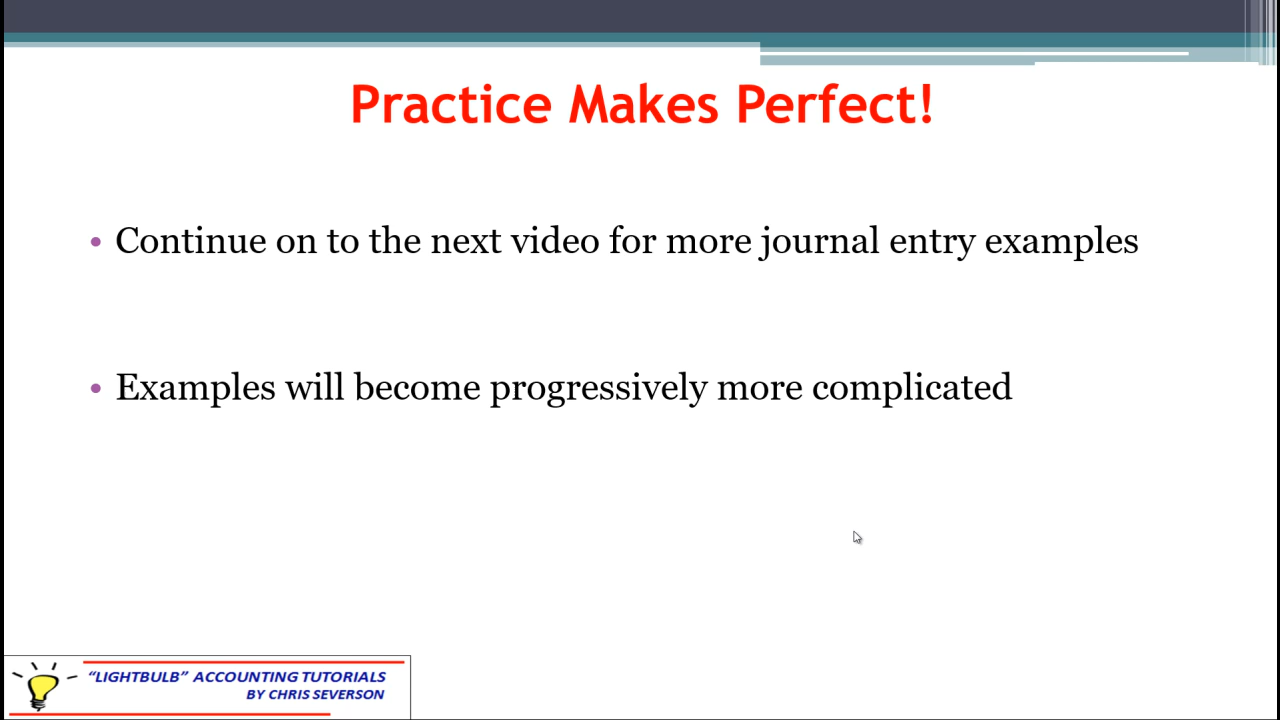 Practice Makes Perfect!
• Continue on to the next video for more journal entry examples
• Examples will become progressively more complicated
“LIGHTBULB” ACCOUNTING TUTORIALS
BY CHRIS SEVERSON